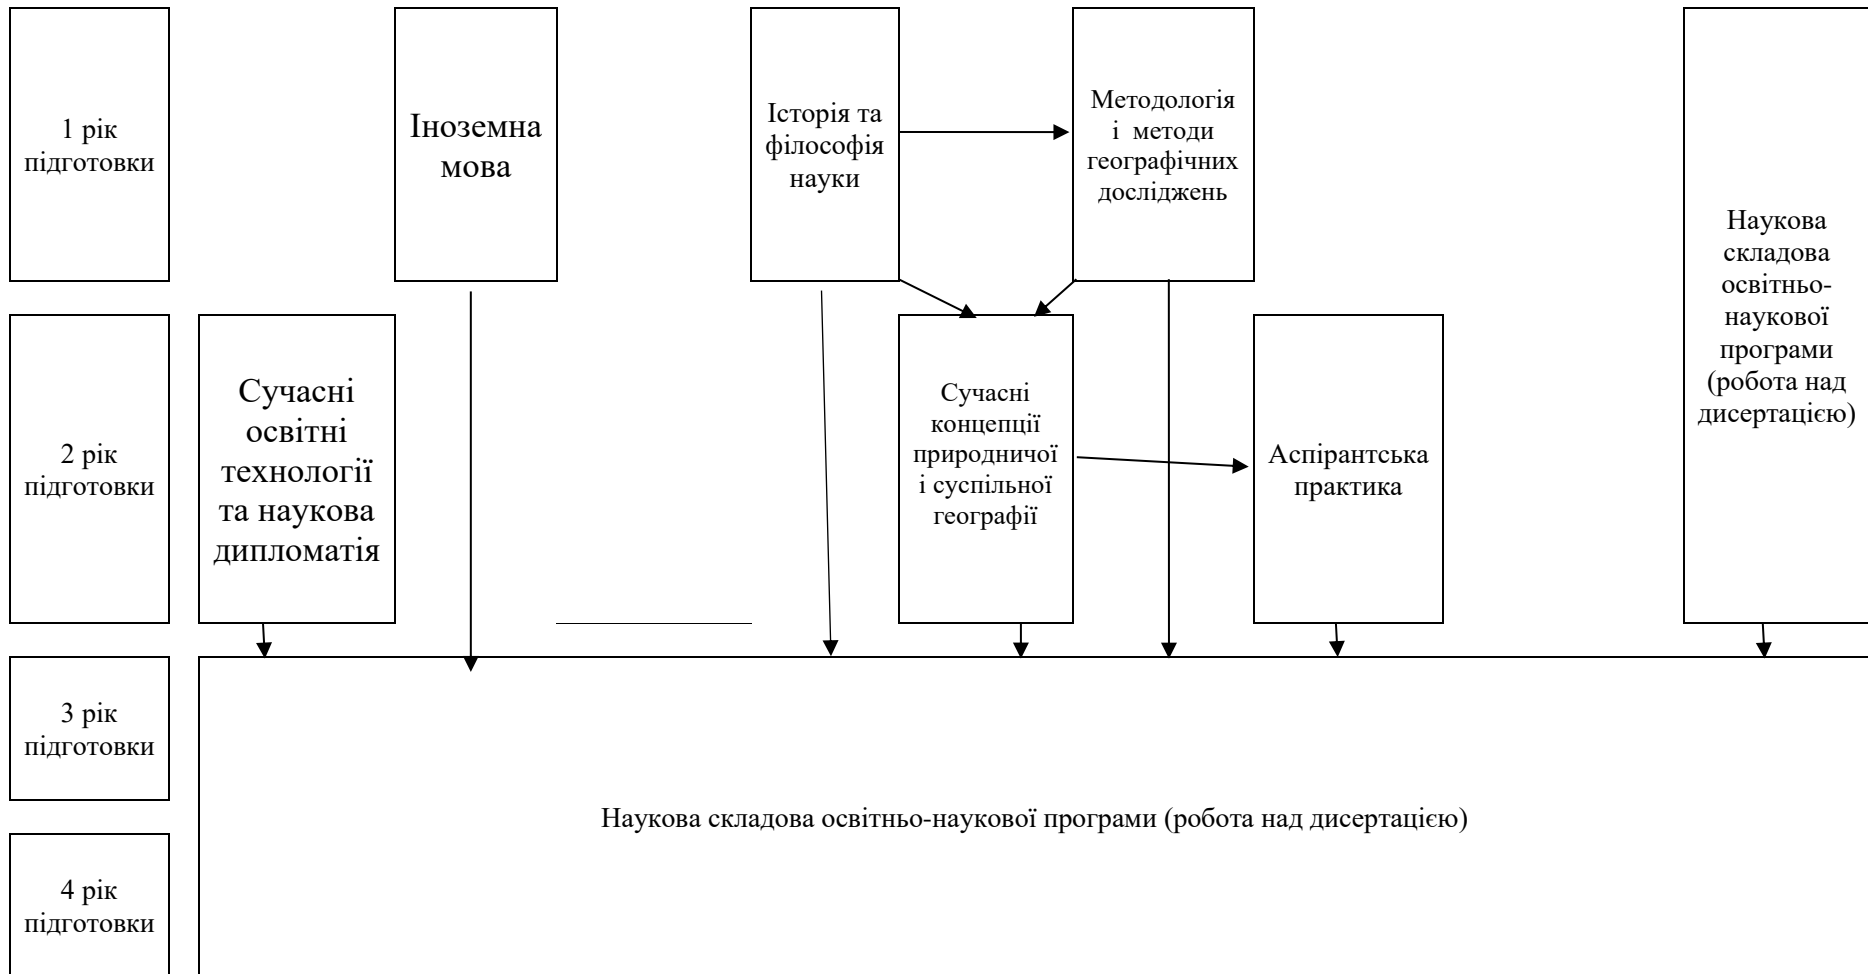 1 рік
підготовки
Іноземна
мова
Історія та
філософія
науки
Методологія
і методи
географічних
досліджень
Наукова
складова
освітньо-
наукової
програми
(робота над
дисертацією)
2 рік
підготовки
Сучасні
освітні
технології
та наукова
дипломатія
Сучасні
концепції
природничої
і суспільної
географії
Аспірантська
практика
3 рік
підготовки
Наукова складова освітньо-наукової програми (робота над дисертацією)
4 рік
підготовки